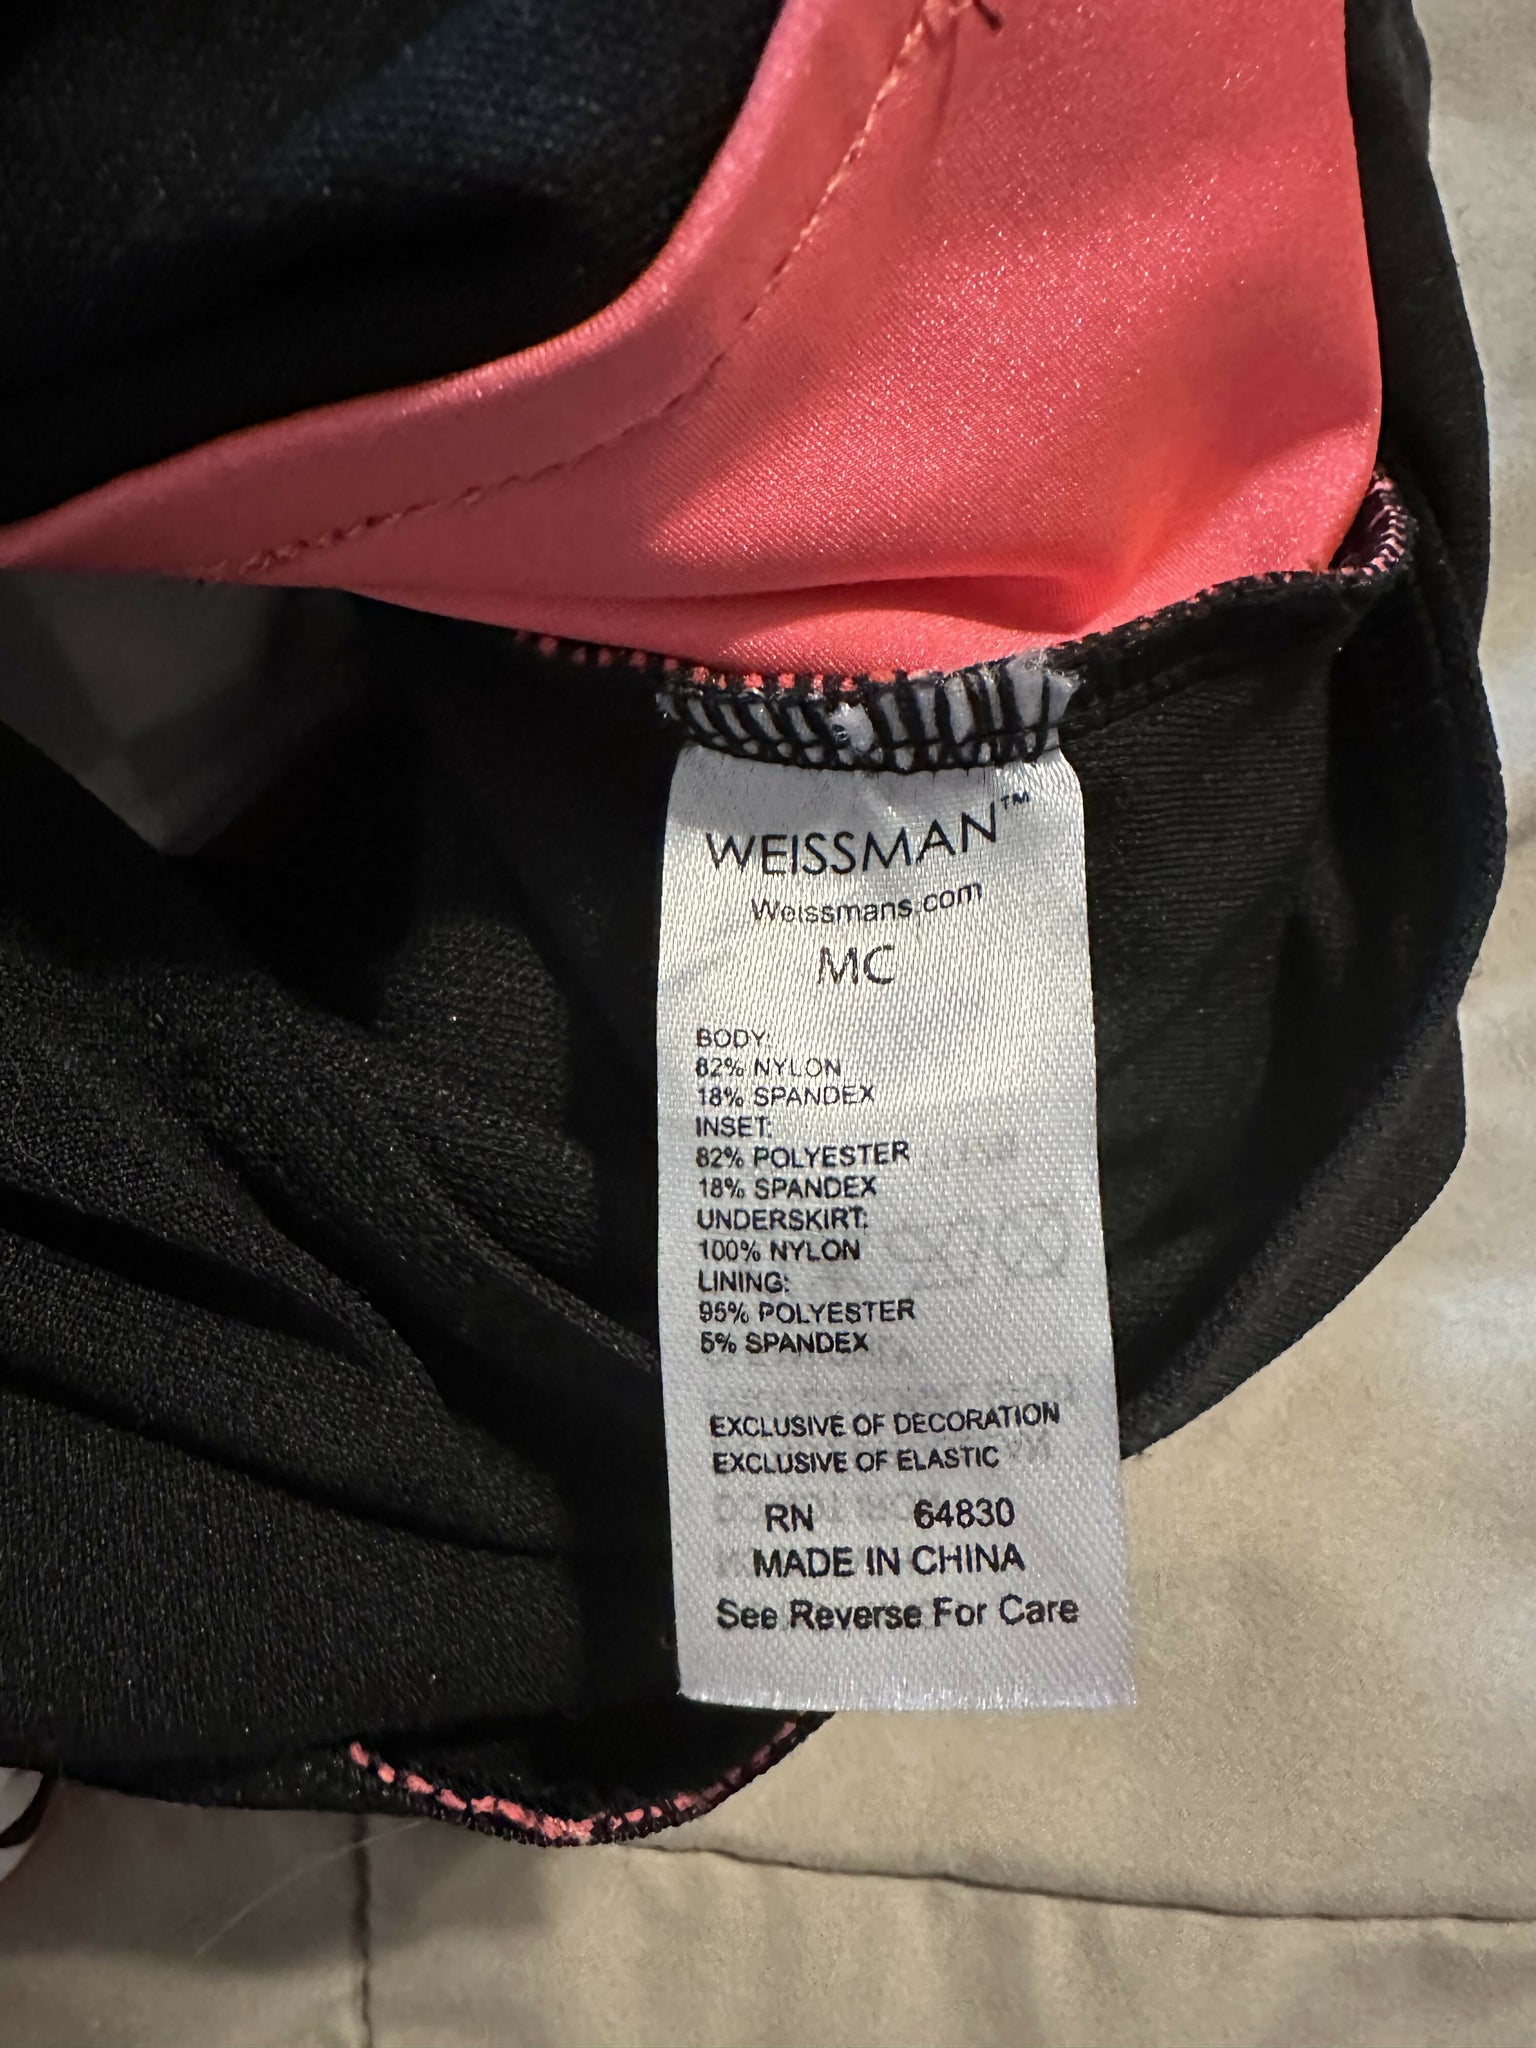 WEISSMAN™
Weissmans.com
MC
BODY:
82% NYLON
18% SPANDEX
INSET:
82% POLYESTER
18% SPANDEX
UNDERSKIRT:
100% NYLON
LINING:
95% POLYESTER
5% SPANDEX
EXCLUSIVE OF DECORATION
EXCLUSIVE OF ELASTIC
RN 64830
MADE IN CHINA
See Reverse For Care